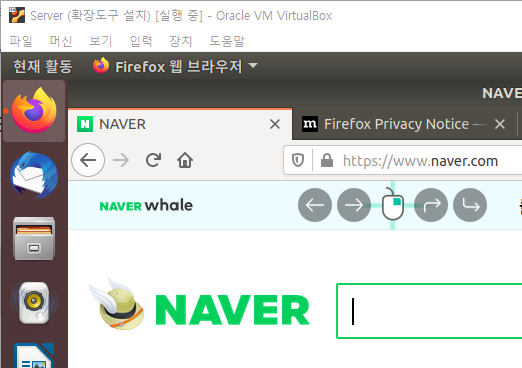 Server (확장도구 설치) [실행 중] - Oracle VM VirtualBox
파일 머신 보기 입력 장치 도움말
현재 활동 Firefox 웹 브라우저
NAVE
NAVER Firefox Privacy Notice —
https://www.naver.com
NAVER whale
NAVER